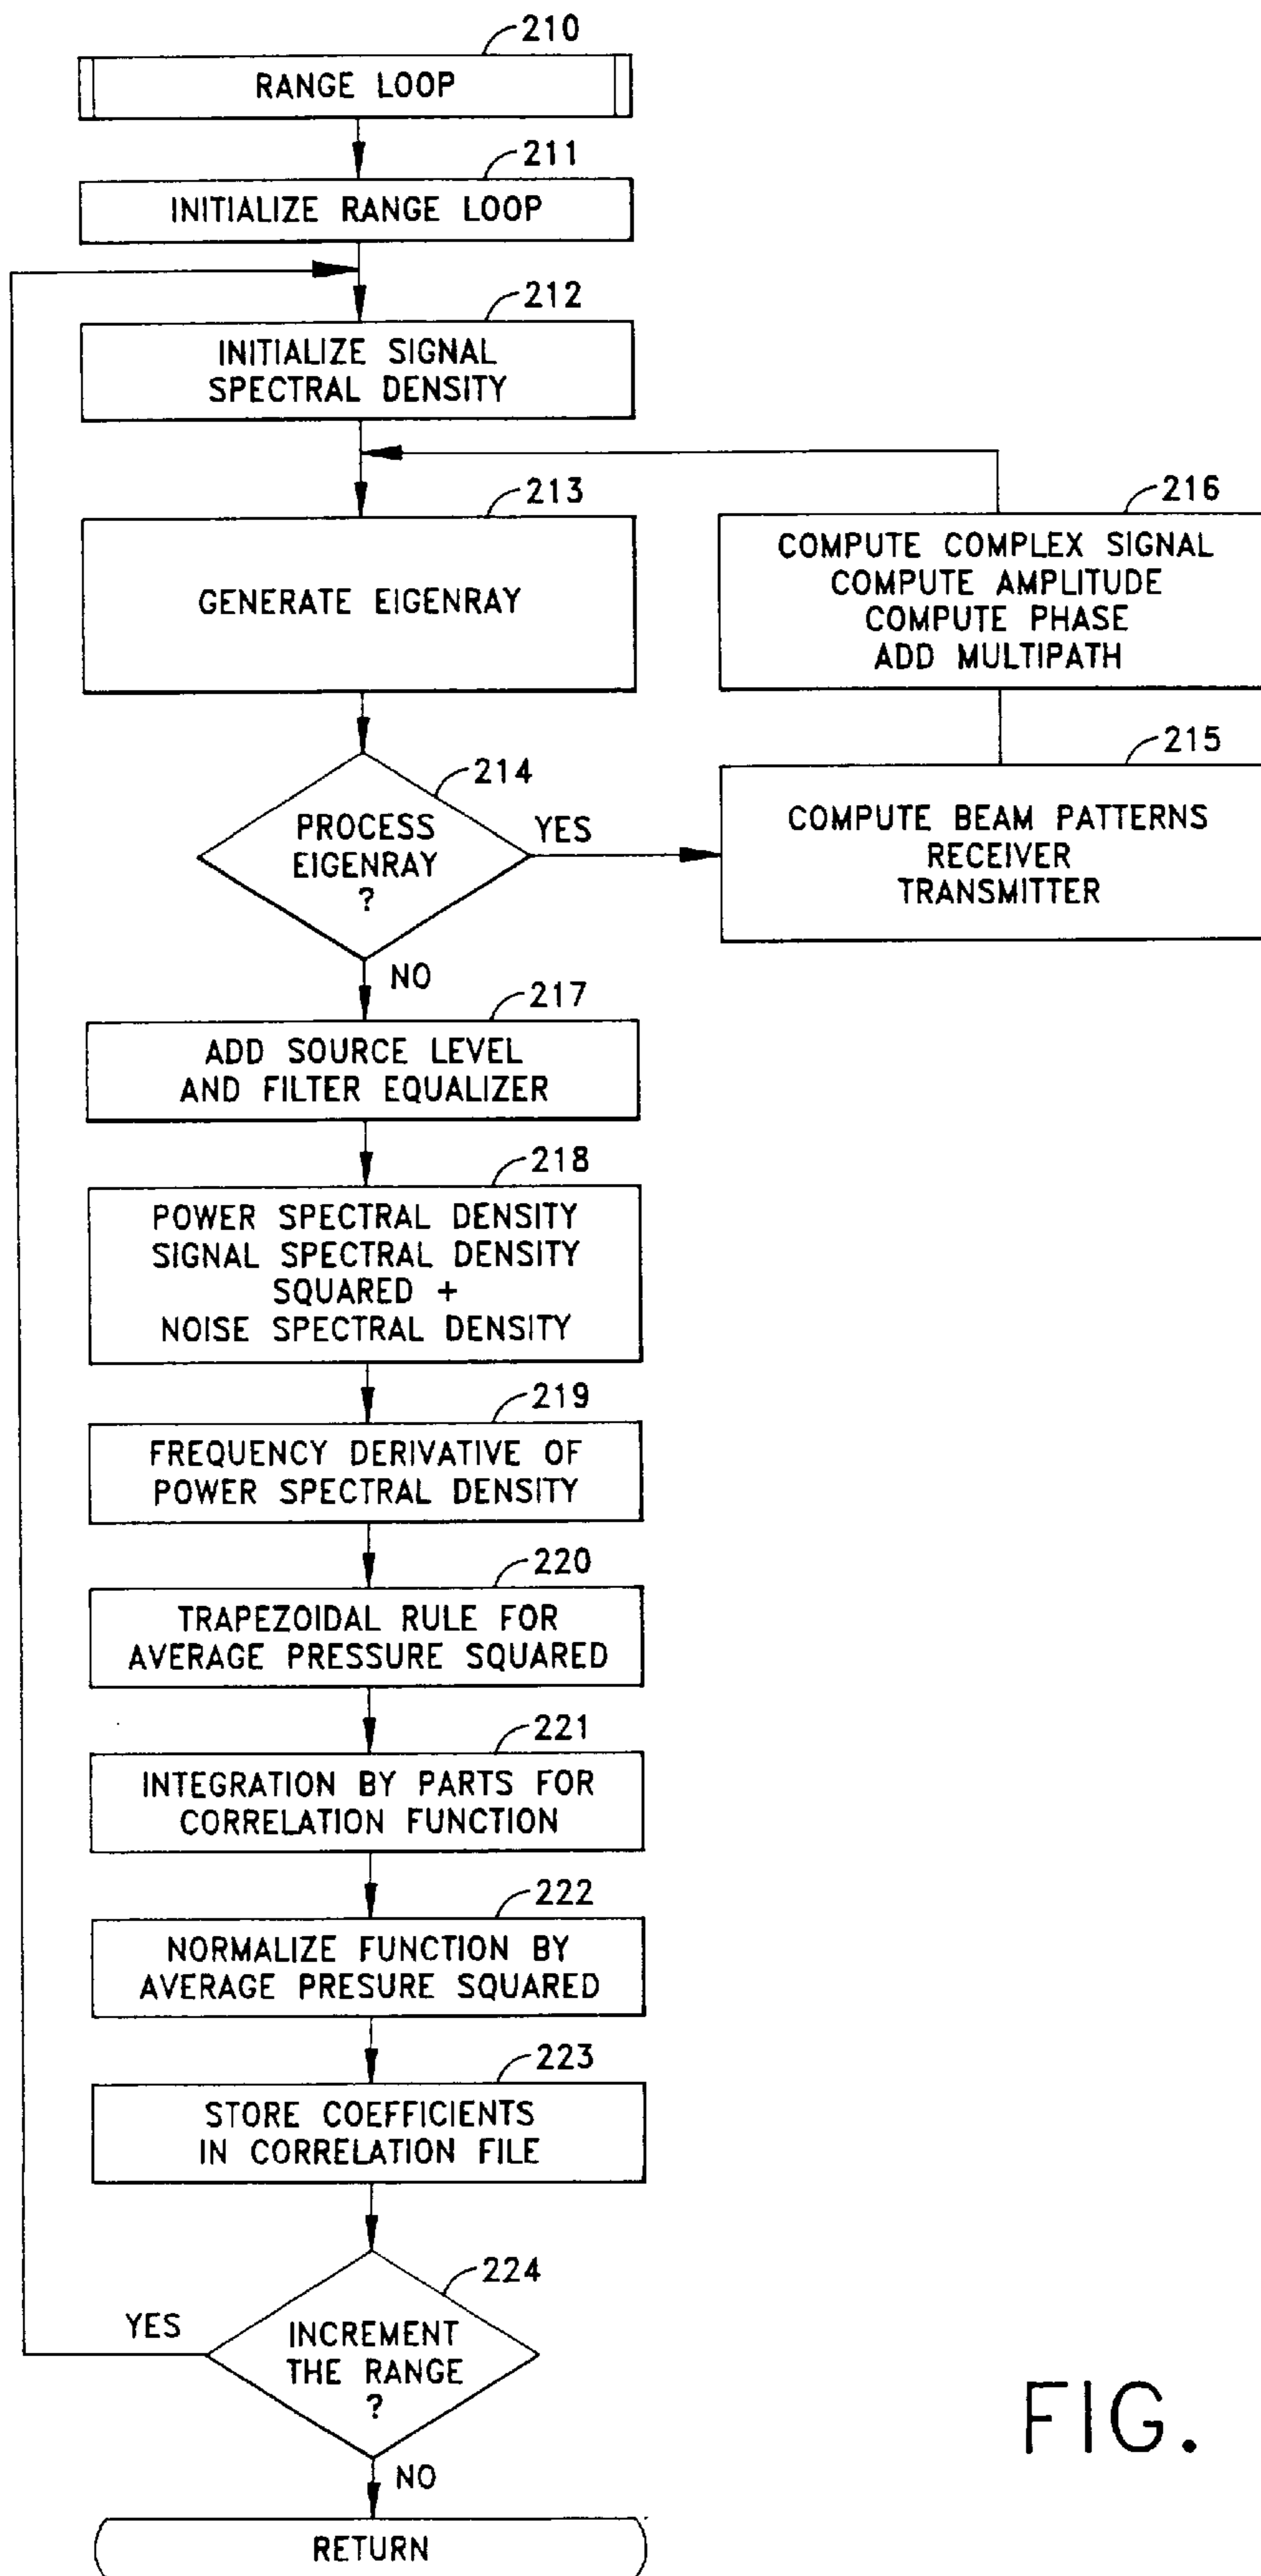 210
RANGE LOOP
211
INITIALIZE RANGE LOOP
212
INITIALIZE SIGNAL
SPECTRAL DENSITY
213
GENERATE EIGENRAY
216
COMPUTE COMPLEX SIGNAL
COMPUTE AMPLITUDE
COMPUTE PHASE
ADD MULTIPATH
214
PROCESS
EIGENRAY
?
YES
215
COMPUTE BEAM PATTERNS
RECEIVER
TRANSMITTER
NO
217
ADD SOURCE LEVEL
AND FILTER EQUALIZER
218
POWER SPECTRAL DENSITY
SIGNAL SPECTRAL DENSITY
SQUARED +
NOISE SPECTRAL DENSITY
219
FREQUENCY DERIVATIVE OF
POWER SPECTRAL DENSITY
220
TRAPEZOIDAL RULE FOR
AVERAGE PRESSURE SQUARED
221
INTEGRATION BY PARTS FOR
CORRELATION FUNCTION
222
NORMALIZE FUNCTION BY
AVERAGE PRESURE SQUARED
223
STORE COEFFICIENTS
IN CORRELATION FILE
224
YES
INCREMENT
THE RANGE
?
NO
RETURN
FIG.